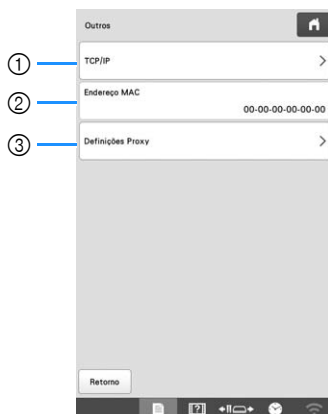 Outros
① TCP/IP
② Endereço MAC
00-00-00-00-00-00
③ Definições Proxy
Retorno